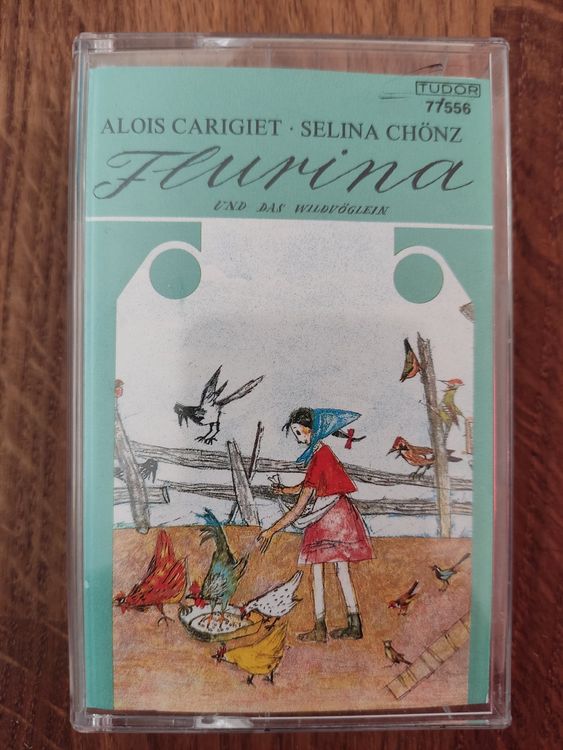 TUDOR
77556
ALOIS CARIGIET · SELINA CHÖNZ
Flurina
UND DAS WILDVÖGLEIN